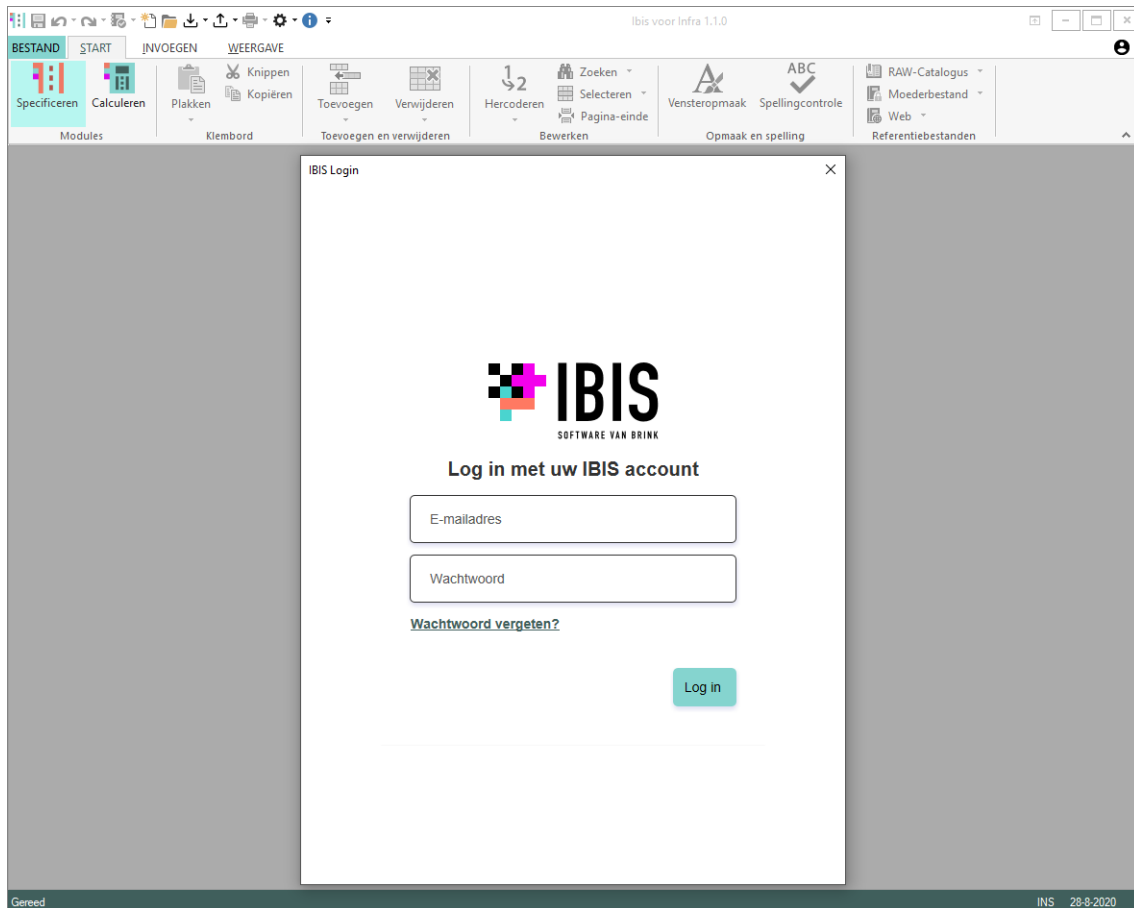 Ibis voor Infra 1.1.0
BESTAND START INVOEGEN WEERGAVE
Specificeren Calculeren Plakken Knippen Kopiëren Toevoegen Verwijderen 1 2 Hercoderen Zoeken Selecteren Pagina-einde Vensteropmaak ABC Spellingcontrole RAW-Catalogus Moederbestand Web
Modules Klembord Toevoegen en verwijderen Bewerken Opmaak en spelling Referentiebestanden
IBIS Login
IBIS
SOFTWARE VAN BRINK
Log in met uw IBIS account
E-mailadres
Wachtwoord
Wachtwoord vergeten?
Log in
Gereed INS 28-8-2020